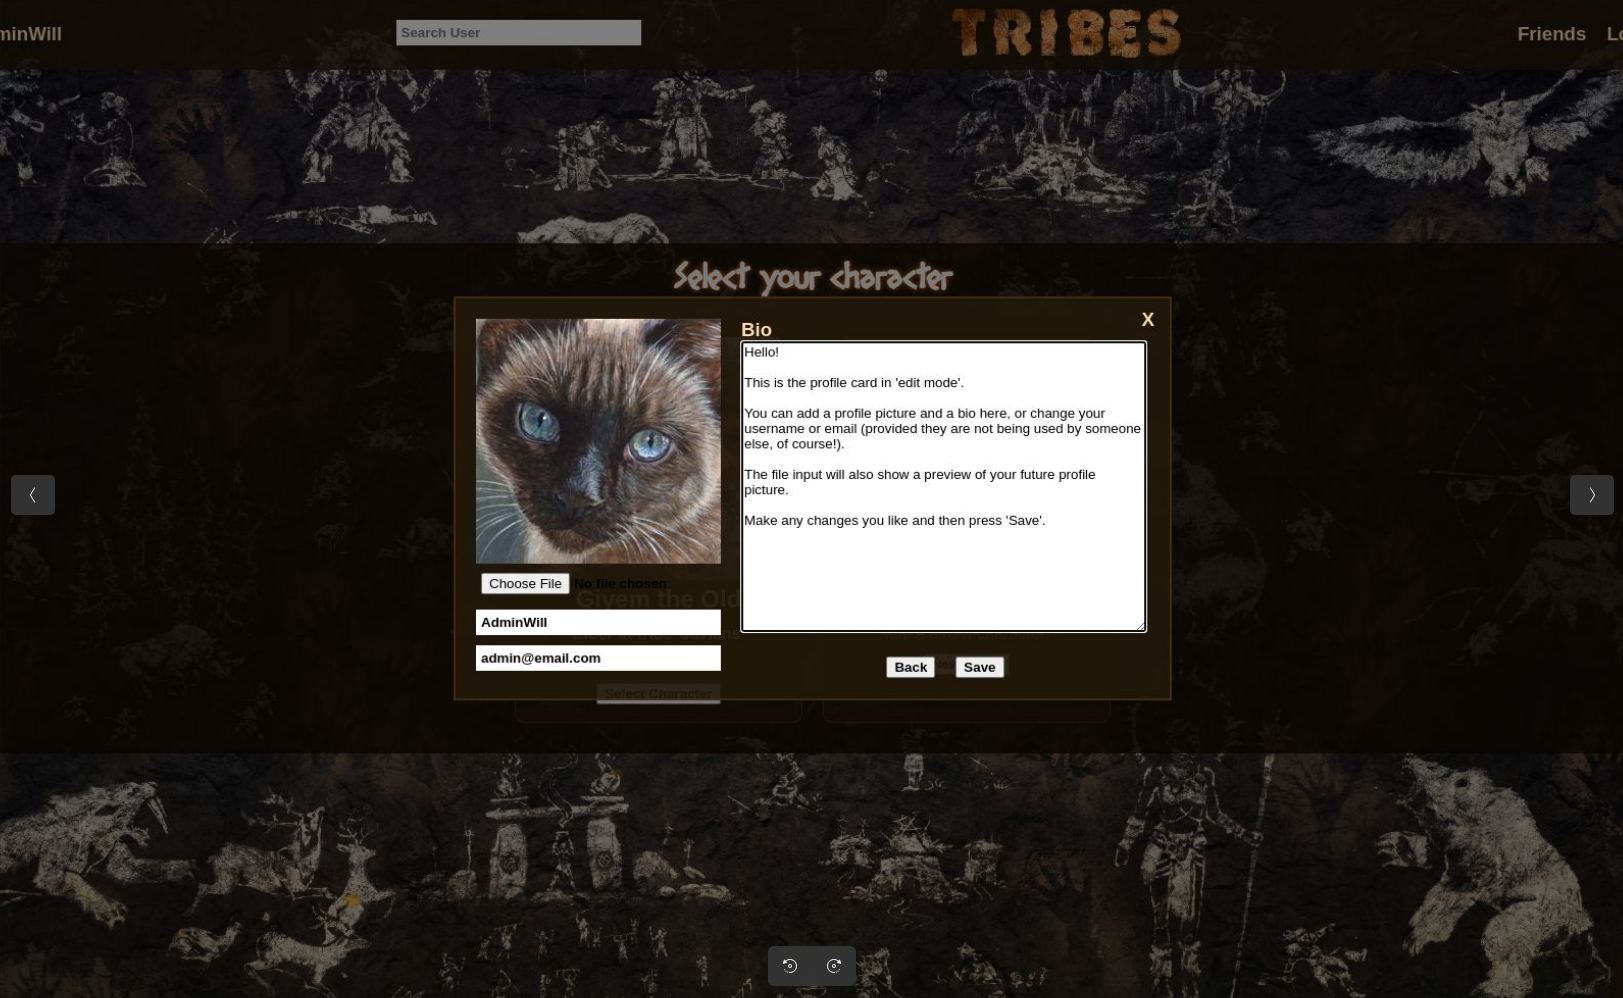 minWill
Search User
TRIBES
Friends
Lo
Select your character
X
Bio
Hello!
This is the profile card in 'edit mode'.
You can add a profile picture and a bio here, or change your
username or email (provided they are not being used by someone
else, of course!).
The file input will also show a preview of your future profile
picture.
Make any changes you like and then press 'Save'.
Choose File No file chosen
Givem the Old
AdminWill
admin@email.com
Back
Save
Select Character